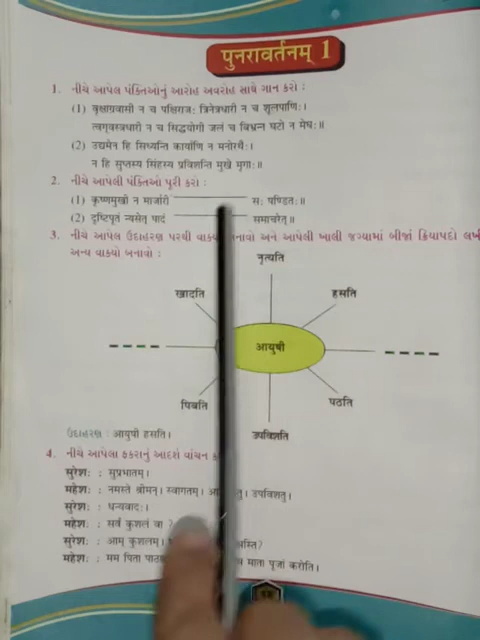 पुनरावर्तनम् 1
1. નીચે આપેલ પંક્તિઓનું આરોહ અવરોહ સાથે ગાન કરો :
(1) वृक्षाग्रवासी न च पक्षिराजः त्रिनेत्रधारी न च शूलपाणिः।
त्वग्वस्त्रधारी न च सिद्धयोगी जलं च बिभ्रन्न घटो न मेघः॥
(2) उद्यमेन हि सिध्यन्ति कार्याणि न मनोरथैः।
न हि सुप्तस्य सिंहस्य प्रविशन्ति मुखे मृगाः॥
2. નીચે આપેલી પંક્તિઓ પૂરી કરો :
(1) कृष्णमुखी न मार्जारी सः पण्डितः॥
(2) दृष्टिपूतं न्यसेत् पादं समाचरेत्॥
3. નીચે આપેલ ઉદાહરણ પરથી વાક્ય બનાવો અને આપેલી ખાલી જગ્યામાં બીજાં ક્રિયાપદો લખી
અન્ય વાક્યો બનાવો :
नृत्यति
खादति हसति
आयुषी
पिबति पठति
उपविशति
ઉદાહરણ : आयुषी हसति।
4. નીચે આપેલા ફકરાનું આદર્શ વાંચન
सुरेशः : सुप्रभातम्।
महेशः : नमस्ते श्रीमन्। स्वागतम्। उपविशतु।
सुरेशः : धन्यवादः।
महेशः : सर्वं कुशलं वा ?
सुरेशः : आम् कुशलम्। अस्ति?
महेशः : मम पिता माता पूजां करोति।